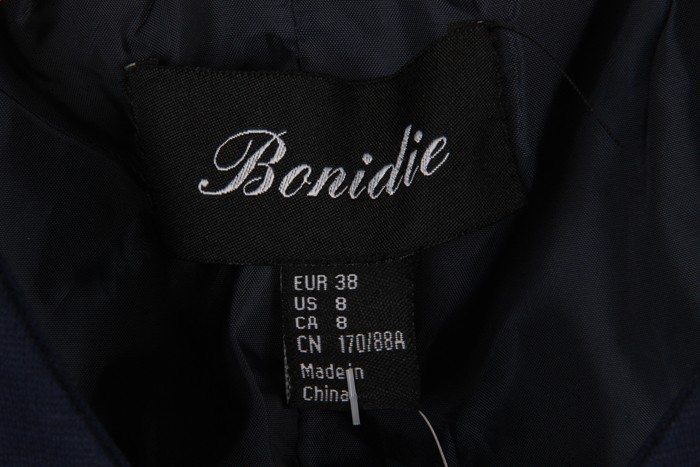 Bonidie
EUR 38
US 8
CA 8
CN 170/88A
Made in
China